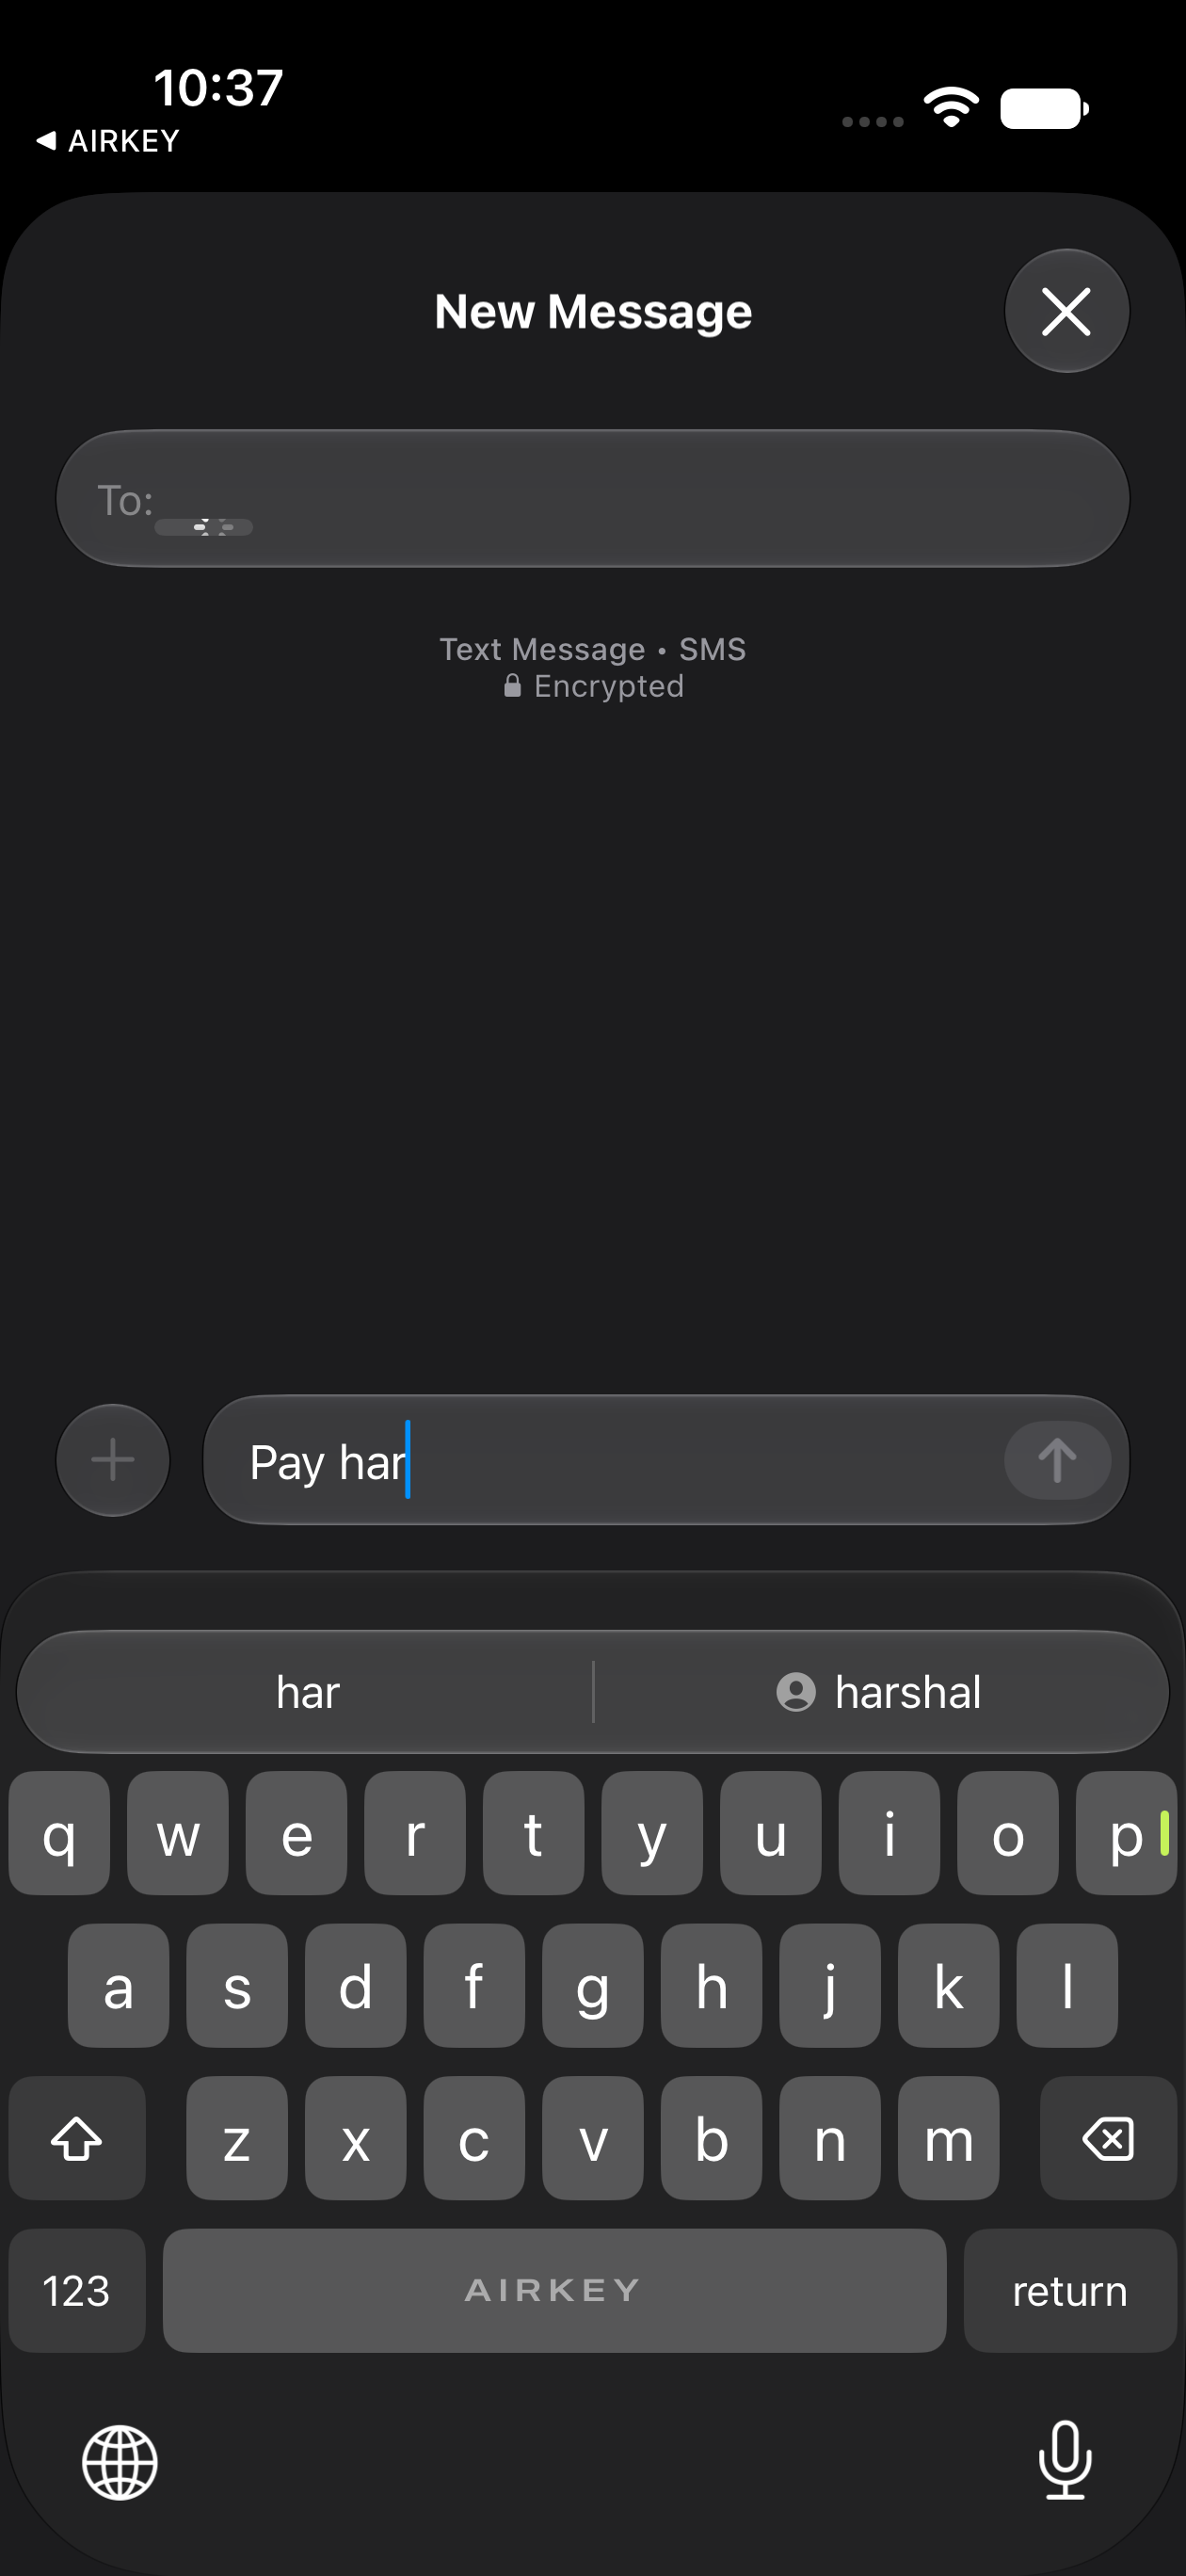 10:37
AIRKEY
New Message
To:
Text Message • SMS
Encrypted
Pay har
har harshal
q w e r t y u i o p
a s d f g h j k l
z x c v b n m
123 AIRKEY return